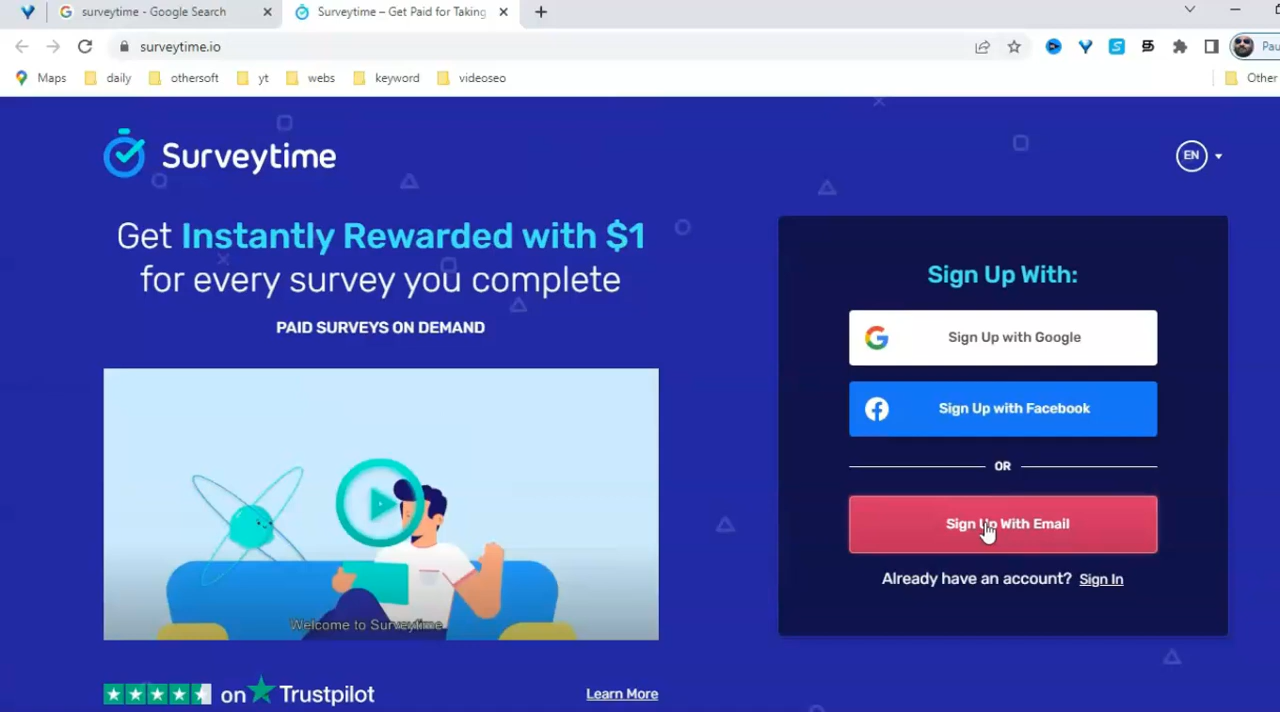 surveytime - Google Search
Surveytime – Get Paid for Taking
surveytime.io
Pau
Maps
daily
othersoft
yt
webs
keyword
videoseo
Other
Surveytime
EN
Get Instantly Rewarded with $1
for every survey you complete
PAID SURVEYS ON DEMAND
Sign Up With:
Sign Up with Google
Sign Up with Facebook
OR
Sign Up With Email
Already have an account? Sign In
Welcome to Surveytime
on Trustpilot
Learn More